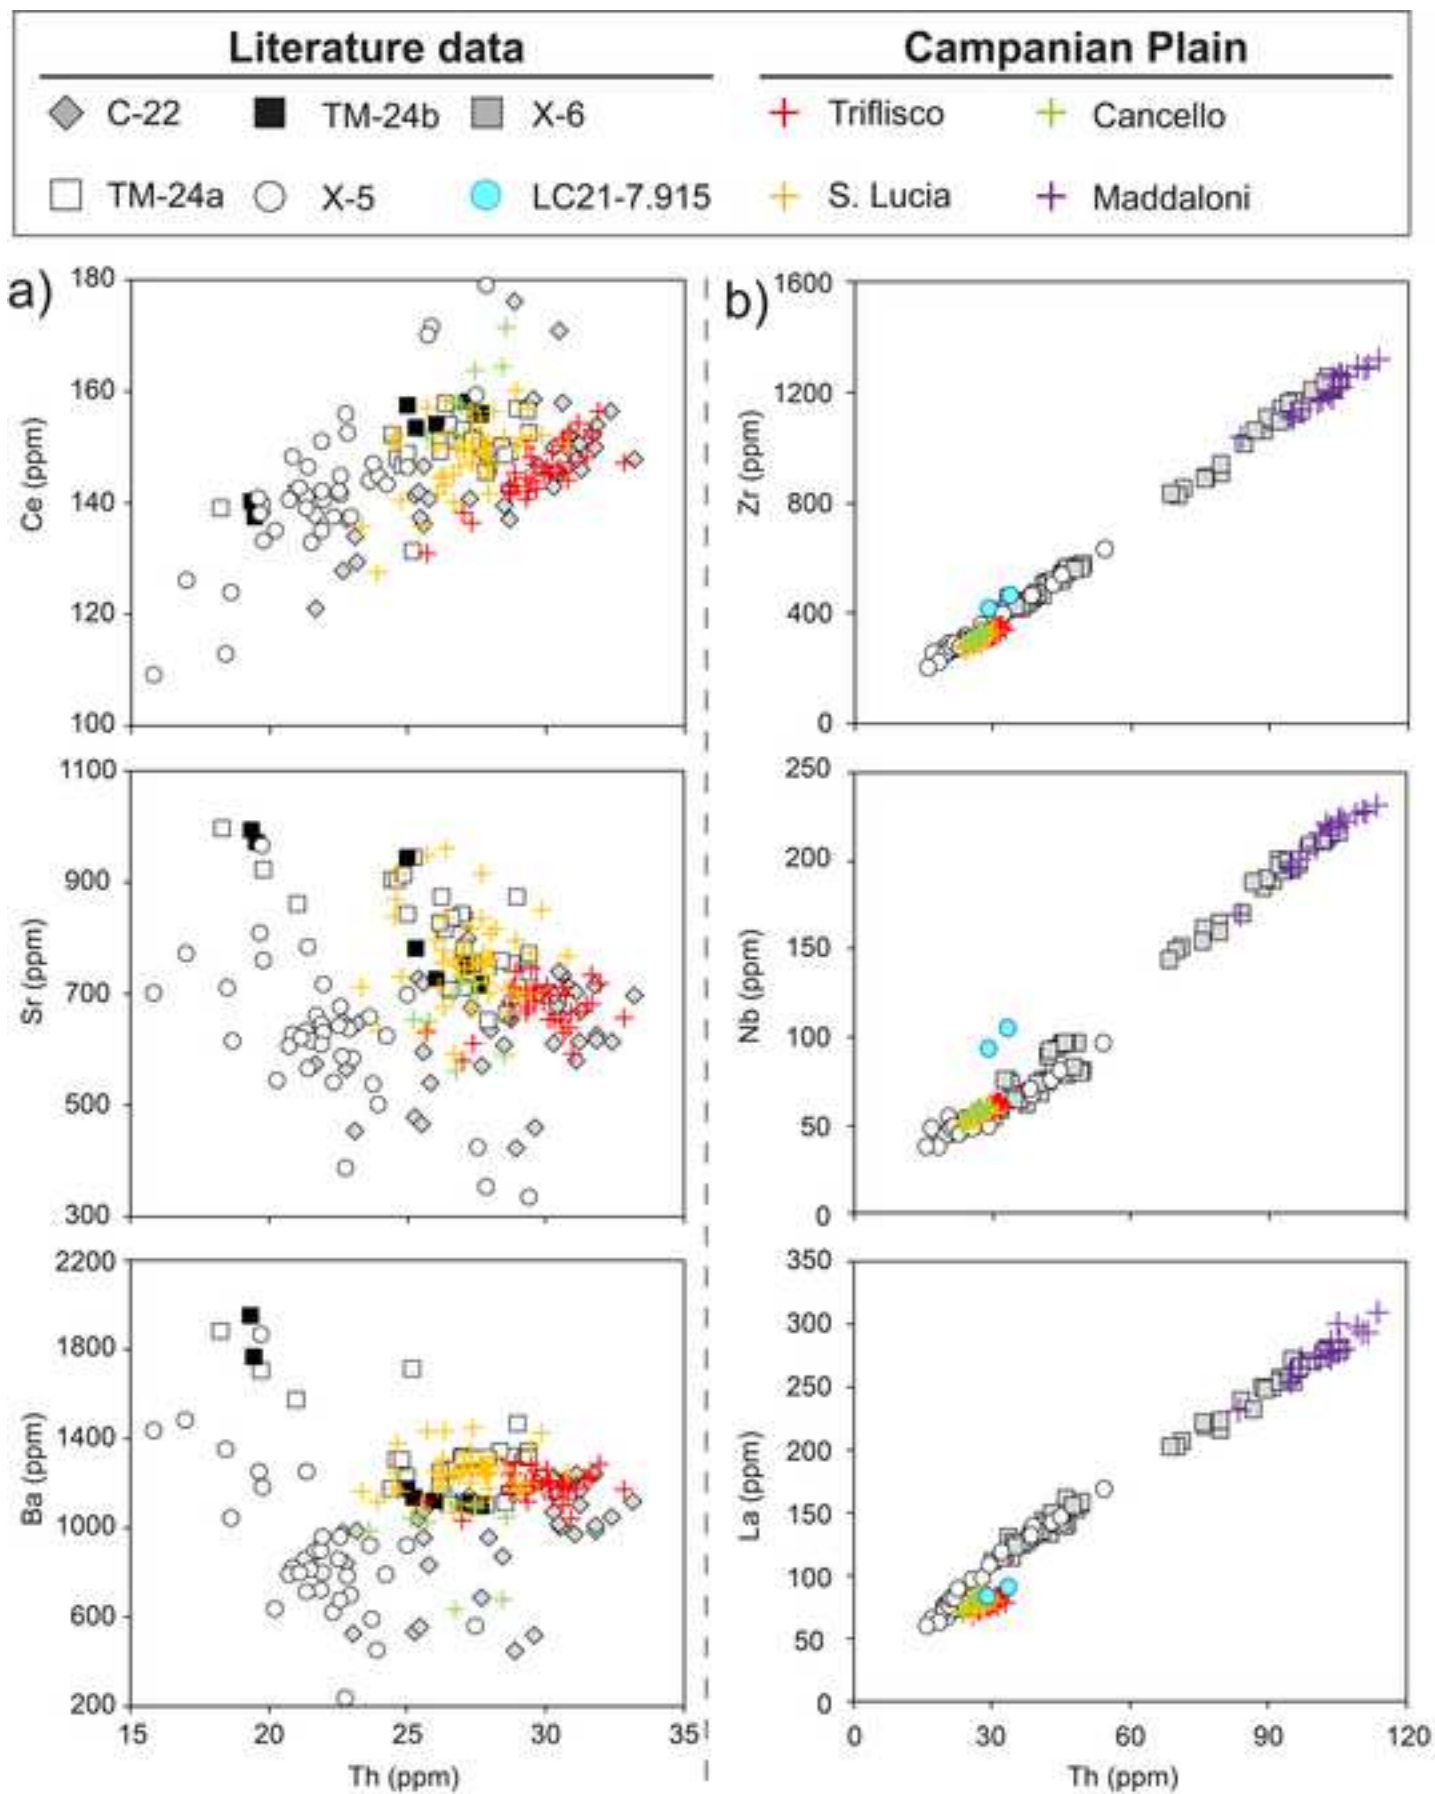 Literature data Campanian Plain
C-22 TM-24b X-6 Triflisco Cancello
TM-24a X-5 LC21-7.915 S. Lucia Maddaloni
a)
180
160
140
120
100
Ce (ppm)
1100
900
700
500
300
Sr (ppm)
2200
1800
1400
1000
600
200
Ba (ppm)
15 20 25 30 35
Th (ppm)
b)
1600
1200
800
400
0
Zr (ppm)
250
200
150
100
50
0
Nb (ppm)
350
300
250
200
150
100
50
0
La (ppm)
0 30 60 90 120
Th (ppm)